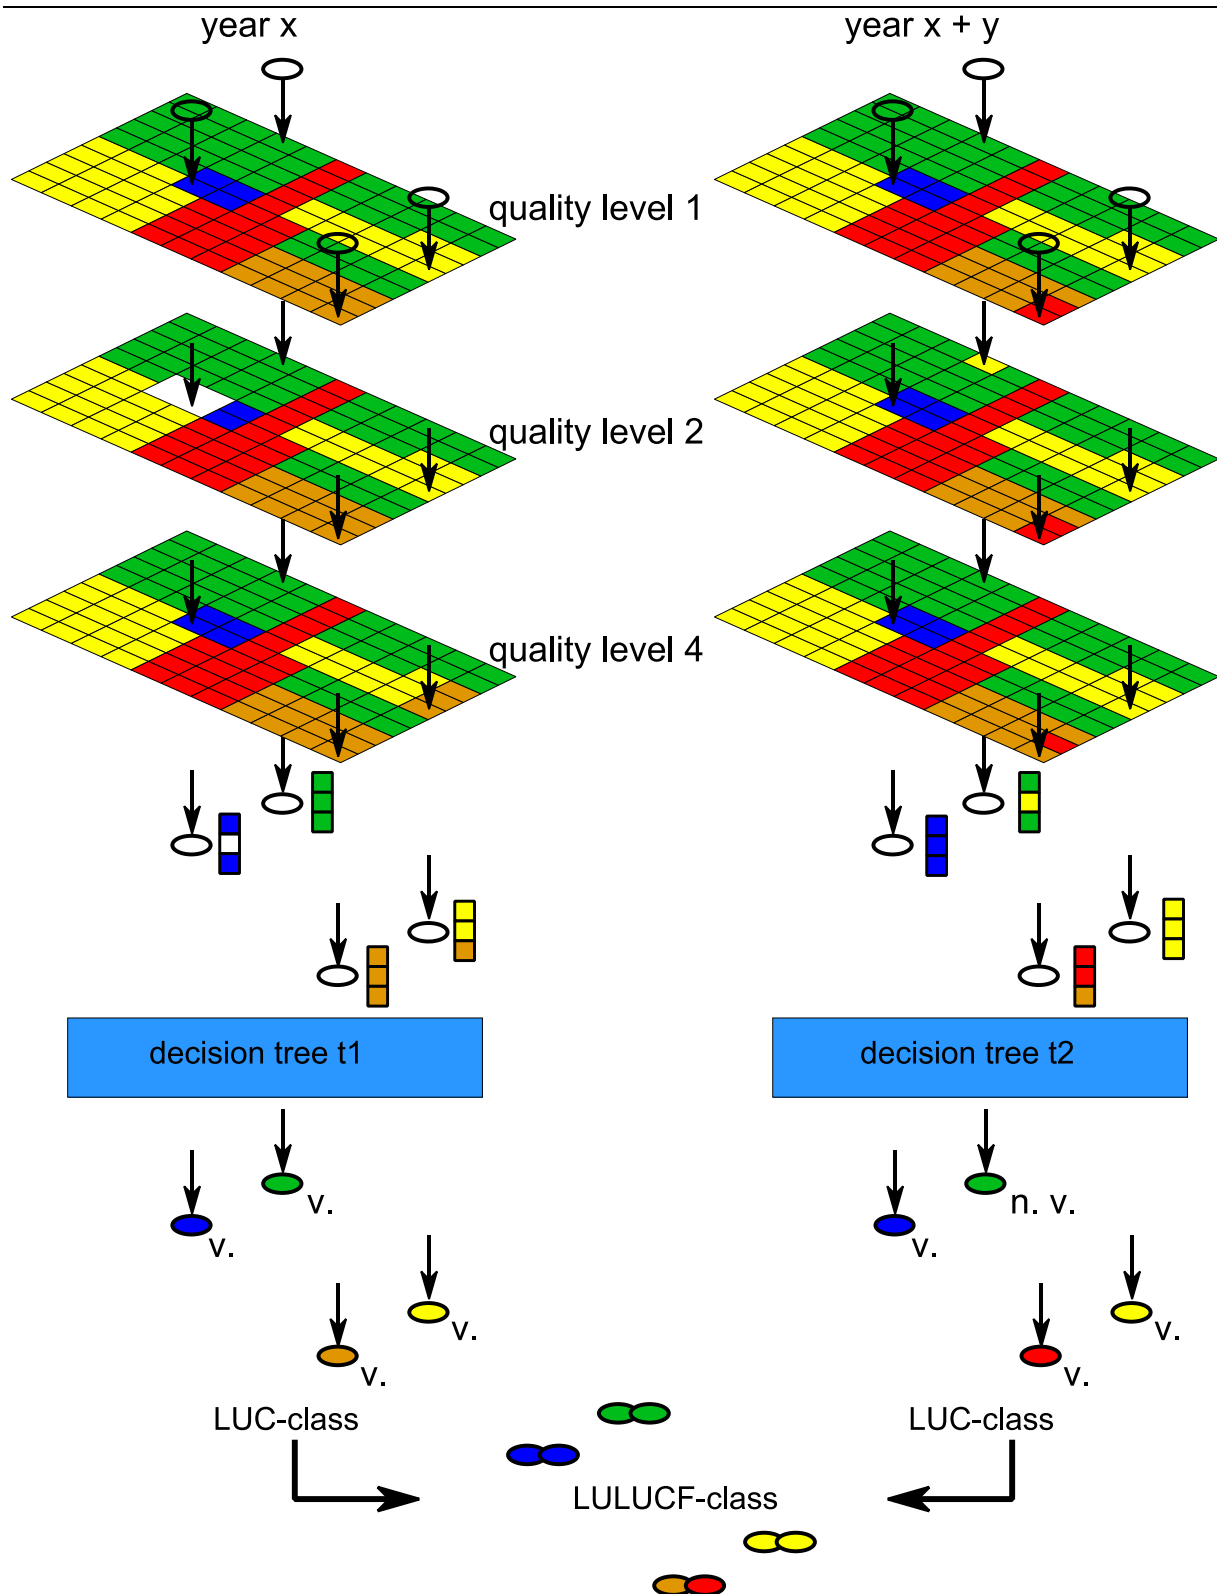 year x
year x + y
quality level 1
quality level 2
quality level 4
decision tree t1
decision tree t2
v.
n. v.
v.
v.
v.
v.
v.
v.
LUC-class
LUC-class
LULUCF-class